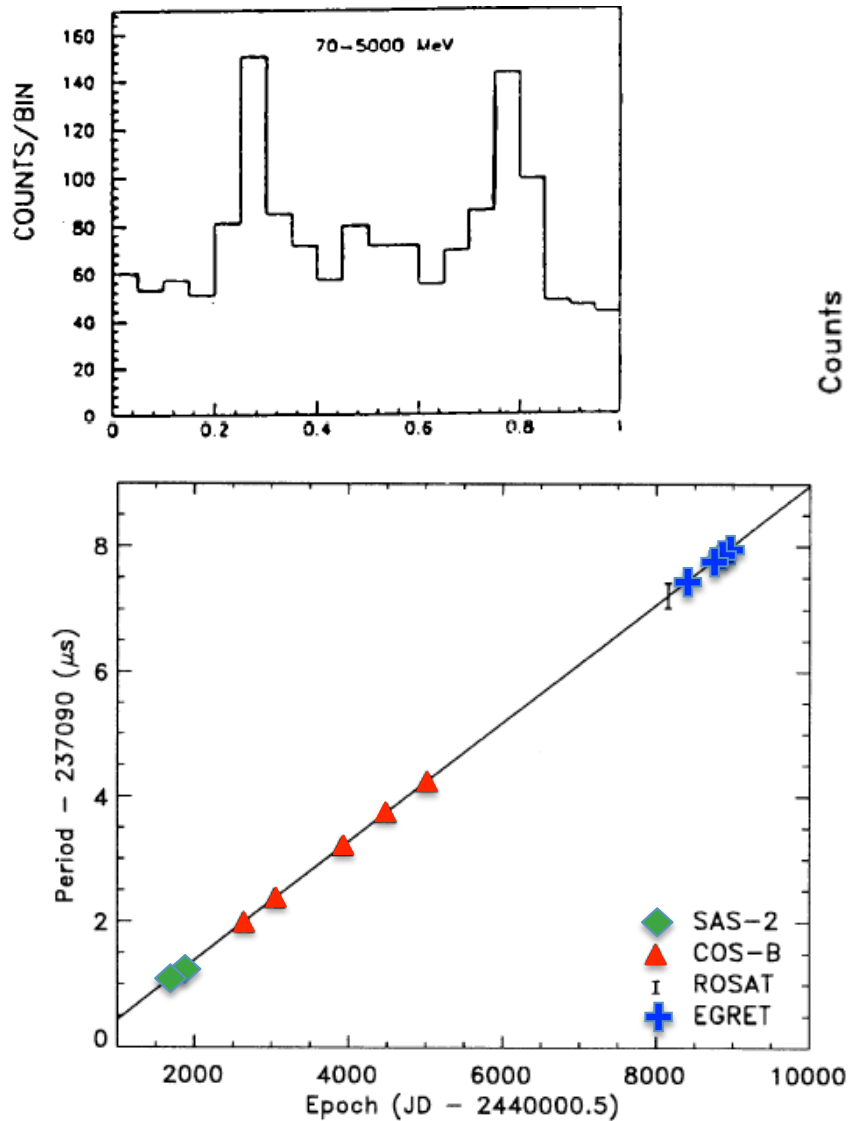 160
140
120
100
80
60
40
20
0
COUNTS/BIN
70–5000 MeV
0 0.2 0.4 0.6 0.8 1
Counts
8
6
4
2
0
Period – 237090 (μs)
SAS–2
COS–B
ROSAT
EGRET
2000 4000 6000 8000 10000
Epoch (JD – 2440000.5)